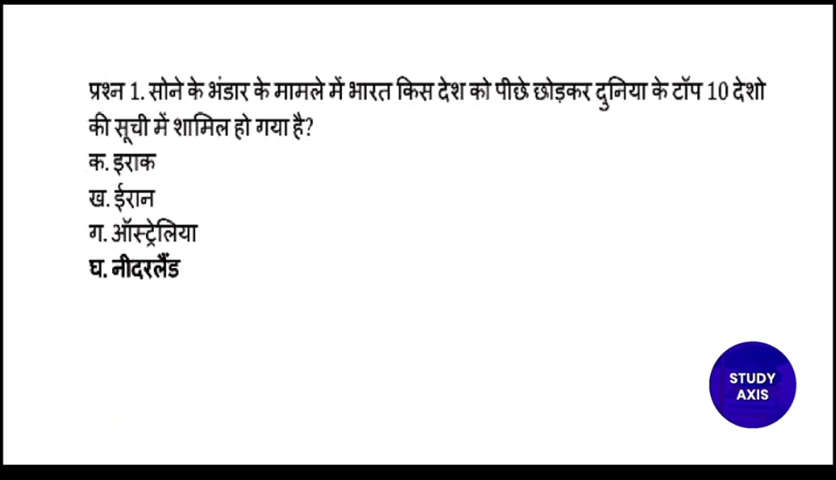 प्रश्न 1. सोने के भंडार के मामले में भारत किस देश को पीछे छोड़कर दुनिया के टॉप 10 देशो
की सूची में शामिल हो गया है?
क. इराक
ख. ईरान
ग. ऑस्ट्रेलिया
घ. नीदरलैंड
STUDY
AXIS